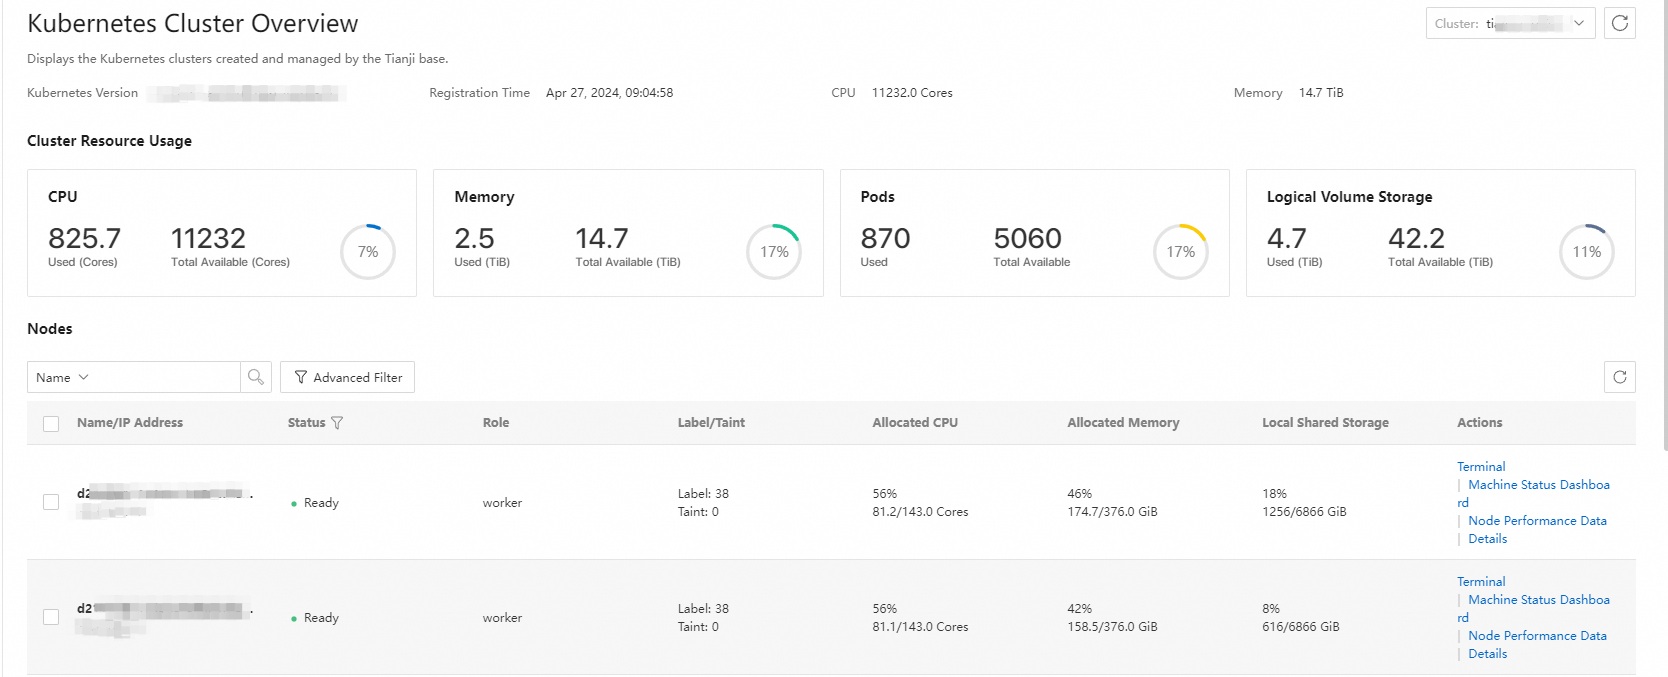 Kubernetes Cluster Overview
Cluster: ti
Displays the Kubernetes clusters created and managed by the Tianji base.
Kubernetes Version
Registration Time Apr 27, 2024, 09:04:58
CPU 11232.0 Cores
Memory 14.7 TiB
Cluster Resource Usage
CPU
825.7 11232
Used (Cores) Total Available (Cores)
7%
Memory
2.5 14.7
Used (TiB) Total Available (TiB)
17%
Pods
870 5060
Used Total Available
17%
Logical Volume Storage
4.7 42.2
Used (TiB) Total Available (TiB)
11%
Nodes
Name
Advanced Filter
Name/IP Address Status Role Label/Taint Allocated CPU Allocated Memory Local Shared Storage Actions
d2
Ready
worker
Label: 38
Taint: 0
56%
81.2/143.0 Cores
46%
174.7/376.0 GiB
18%
1256/6866 GiB
Terminal
| Machine Status Dashboa
rd
| Node Performance Data
| Details
d2
Ready
worker
Label: 38
Taint: 0
56%
81.1/143.0 Cores
42%
158.5/376.0 GiB
8%
616/6866 GiB
Terminal
| Machine Status Dashboa
rd
| Node Performance Data
| Details